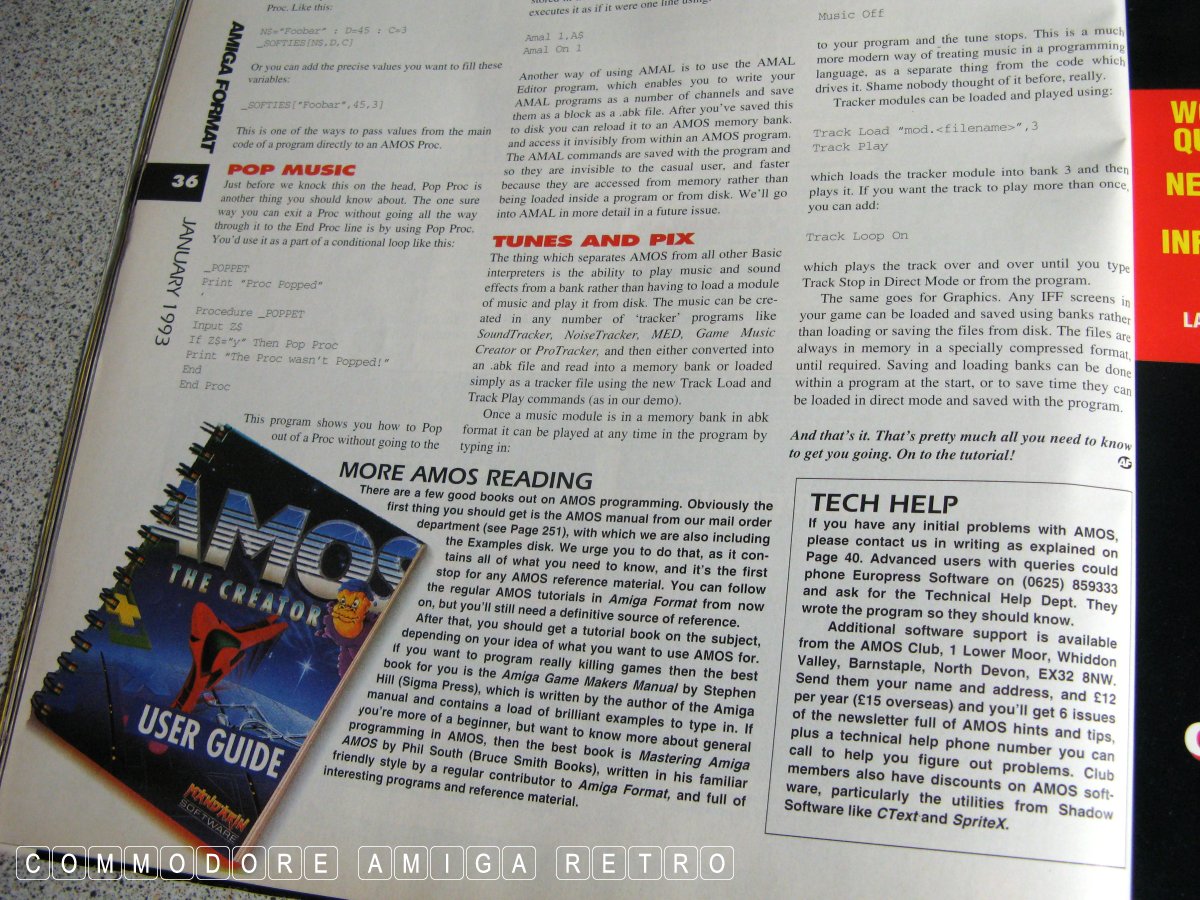 AMIGA FORMAT
36
JANUARY 1993
Proc. Like this:
N$="Foobar" : D=45 : C=3
_SOFTIES[N$,D,C]
Or you can add the precise values you want to fill these
variables:
_SOFTIES["Foobar",45,3]
This is one of the ways to pass values from the main
code of a program directly to an AMOS Proc.
POP MUSIC
Just before we knock this on the head, Pop Proc is
another thing you should know about. The one sure
way you can exit a Proc without going all the way
through it to the End Proc line is by using Pop Proc.
You'd use it as a part of a conditional loop like this:
_POPPET
Print "Proc Popped"
'
Procedure _POPPET
Input Z$
If Z$="y" Then Pop Proc
Print "The Proc wasn't Popped!"
End
End Proc
This program shows you how to Pop
out of a Proc without going to the
executes it as if it were one line using:
Amal 1,A$
Amal On 1
Another way of using AMAL is to use the AMAL
Editor program, which enables you to write your
AMAL programs as a number of channels and save
them as a block as a .abk file. After you've saved this
to disk you can reload it to an AMOS memory bank.
and access it invisibly from within an AMOS program.
The AMAL commands are saved with the program and
so they are invisible to the casual user, and faster
because they are accessed from memory rather than
being loaded inside a program or from disk. We'll go
into AMAL in more detail in a future issue.
TUNES AND PIX
The thing which separates AMOS from all other Basic
interpreters is the ability to play music and sound
effects from a bank rather than having to load a module
of music and play it from disk. The music can be cre-
ated in any number of 'tracker' programs like
SoundTracker, NoiseTracker, MED, Game Music
Creator or ProTracker, and then either converted into
an .abk file and read into a memory bank or loaded
simply as a tracker file using the new Track Load and
Track Play commands (as in our demo).
Once a music module is in a memory bank in abk
format it can be played at any time in the program by
typing in:
Music Off
to your program and the tune stops. This is a much
more modern way of treating music in a programming
language, as a separate thing from the code which
drives it. Shame nobody thought of it before, really.
Tracker modules can be loaded and played using:
Track Load "mod.<filename>",3
Track Play
which loads the tracker module into bank 3 and then
plays it. If you want the track to play more than once,
you can add:
Track Loop On
which plays the track over and over until you type
Track Stop in Direct Mode or from the program.
The same goes for Graphics. Any IFF screens in
your game can be loaded and saved using banks rather
than loading or saving the files from disk. The files are
always in memory in a specially compressed format,
until required. Saving and loading banks can be done
within a program at the start, or to save time they can
be loaded in direct mode and saved with the program.
And that's it. That's pretty much all you need to know
to get you going. On to the tutorial!
AF
MORE AMOS READING
There are a few good books out on AMOS programming. Obviously the
first thing you should get is the AMOS manual from our mail order
department (see Page 251), with which we are also including
the Examples disk. We urge you to do that, as it con-
tains all of what you need to know, and it's the first
stop for any AMOS reference material. You can follow
the regular AMOS tutorials in Amiga Format from now
on, but you'll still need a definitive source of reference.
After that, you should get a tutorial book on the subject,
depending on your idea of what you want to use AMOS for.
If you want to program really killing games then the best
book for you is the Amiga Game Makers Manual by Stephen
Hill (Sigma Press), which is written by the author of the Amiga
manual and contains a load of brilliant examples to type in. If
you're more of a beginner, but want to know more about general
programming in AMOS, then the best book is Mastering Amiga
AMOS by Phil South (Bruce Smith Books), written in his familiar
friendly style by a regular contributor to Amiga Format, and full of
interesting programs and reference material.
AMOS
THE CREATOR
USER GUIDE
MANDARIN
SOFTWARE
TECH HELP
If you have any initial problems with AMOS,
please contact us in writing as explained on
Page 40. Advanced users with queries could
phone Europress Software on (0625) 859333
and ask for the Technical Help Dept. They
wrote the program so they should know.
Additional software support is available
from the AMOS Club, 1 Lower Moor, Whiddon
Valley, Barnstaple, North Devon, EX32 8NW.
Send them your name and address, and £12
per year (£15 overseas) and you'll get 6 issues
of the newsletter full of AMOS hints and tips,
plus a technical help phone number you can
call to help you figure out problems. Club
members also have discounts on AMOS soft-
ware, particularly the utilities from Shadow
Software like CText and SpriteX.
COMMODORE AMIGA RETRO